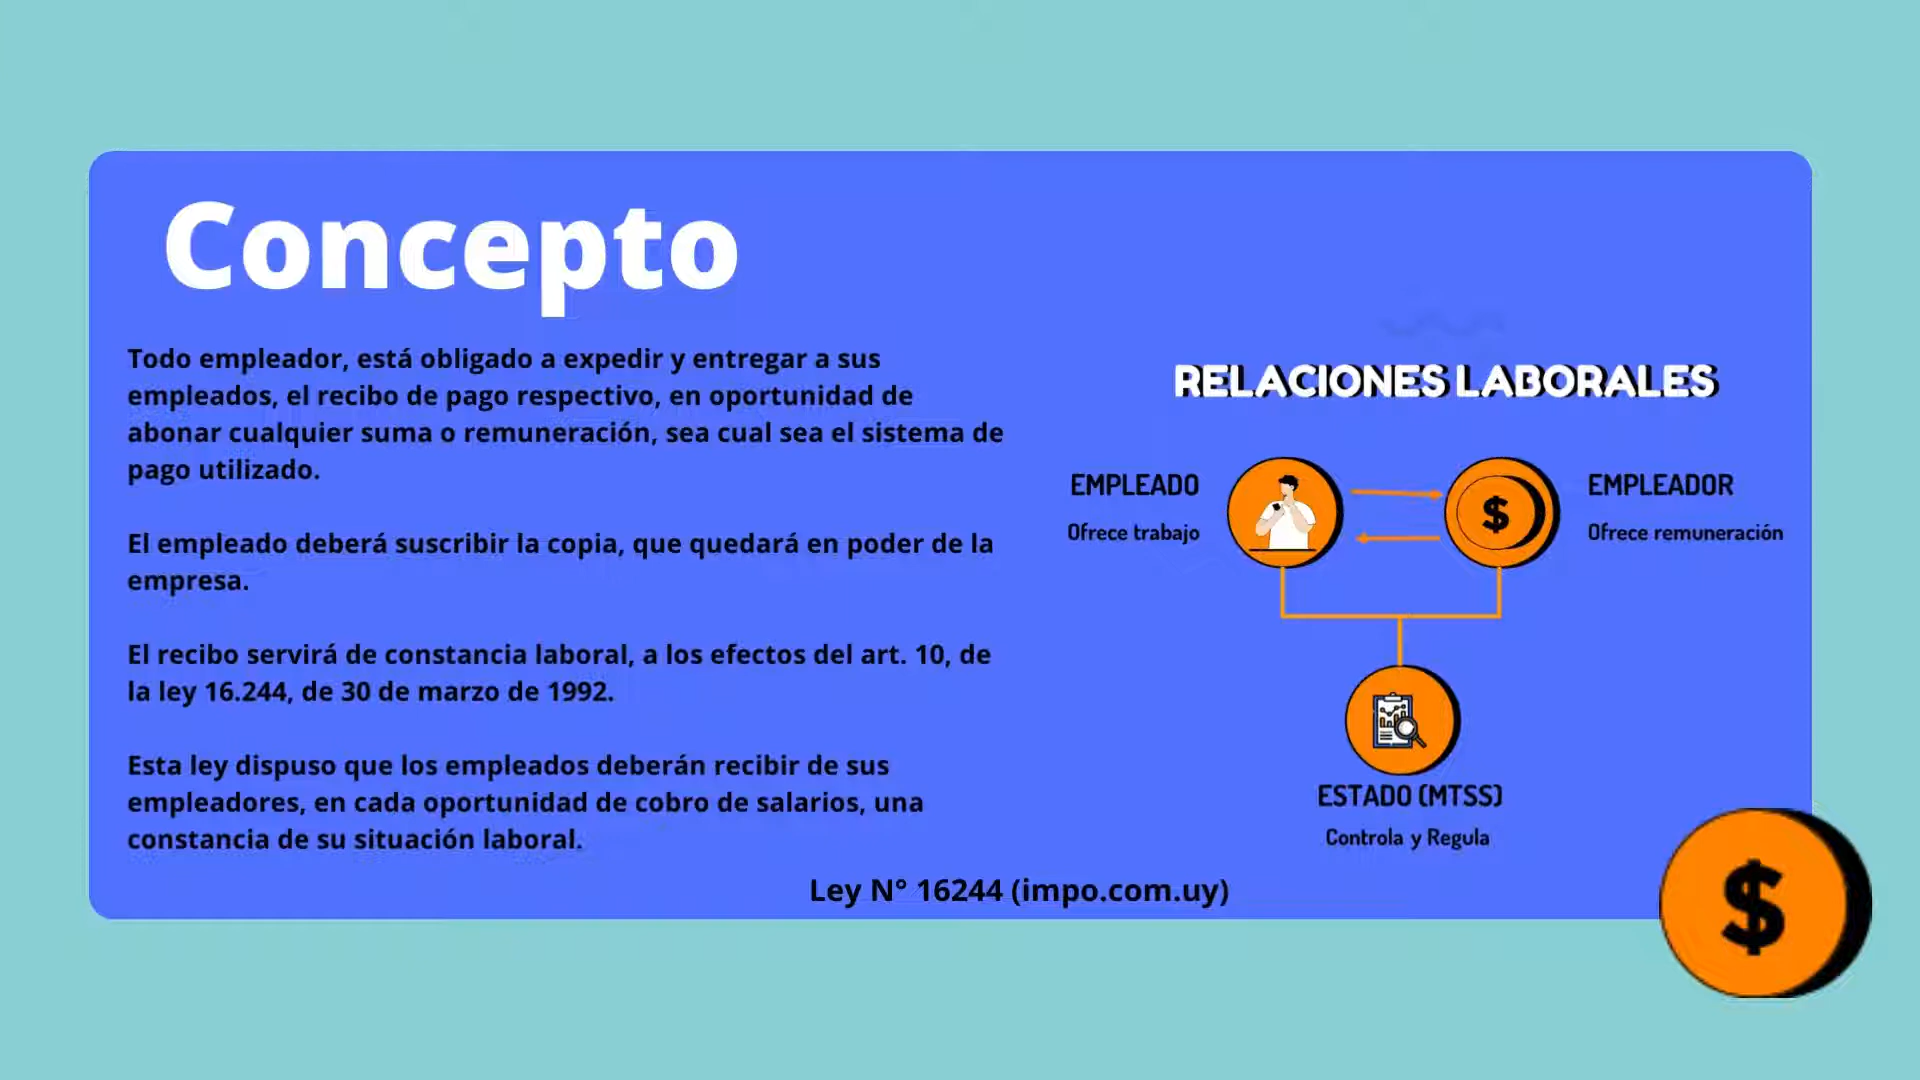 Concepto
Todo empleador, está obligado a expedir y entregar a sus
empleados, el recibo de pago respectivo, en oportunidad de
abonar cualquier suma o remuneración, sea cual sea el sistema de
pago utilizado.
El empleado deberá suscribir la copia, que quedará en poder de la
empresa.
El recibo servirá de constancia laboral, a los efectos del art. 10, de
la ley 16.244, de 30 de marzo de 1992.
Esta ley dispuso que los empleados deberán recibir de sus
empleadores, en cada oportunidad de cobro de salarios, una
constancia de su situación laboral.
Ley N° 16244 (impo.com.uy)
RELACIONES LABORALES
EMPLEADO
Ofrece trabajo
$
EMPLEADOR
Ofrece remuneración
ESTADO (MTSS)
Controla y Regula
$